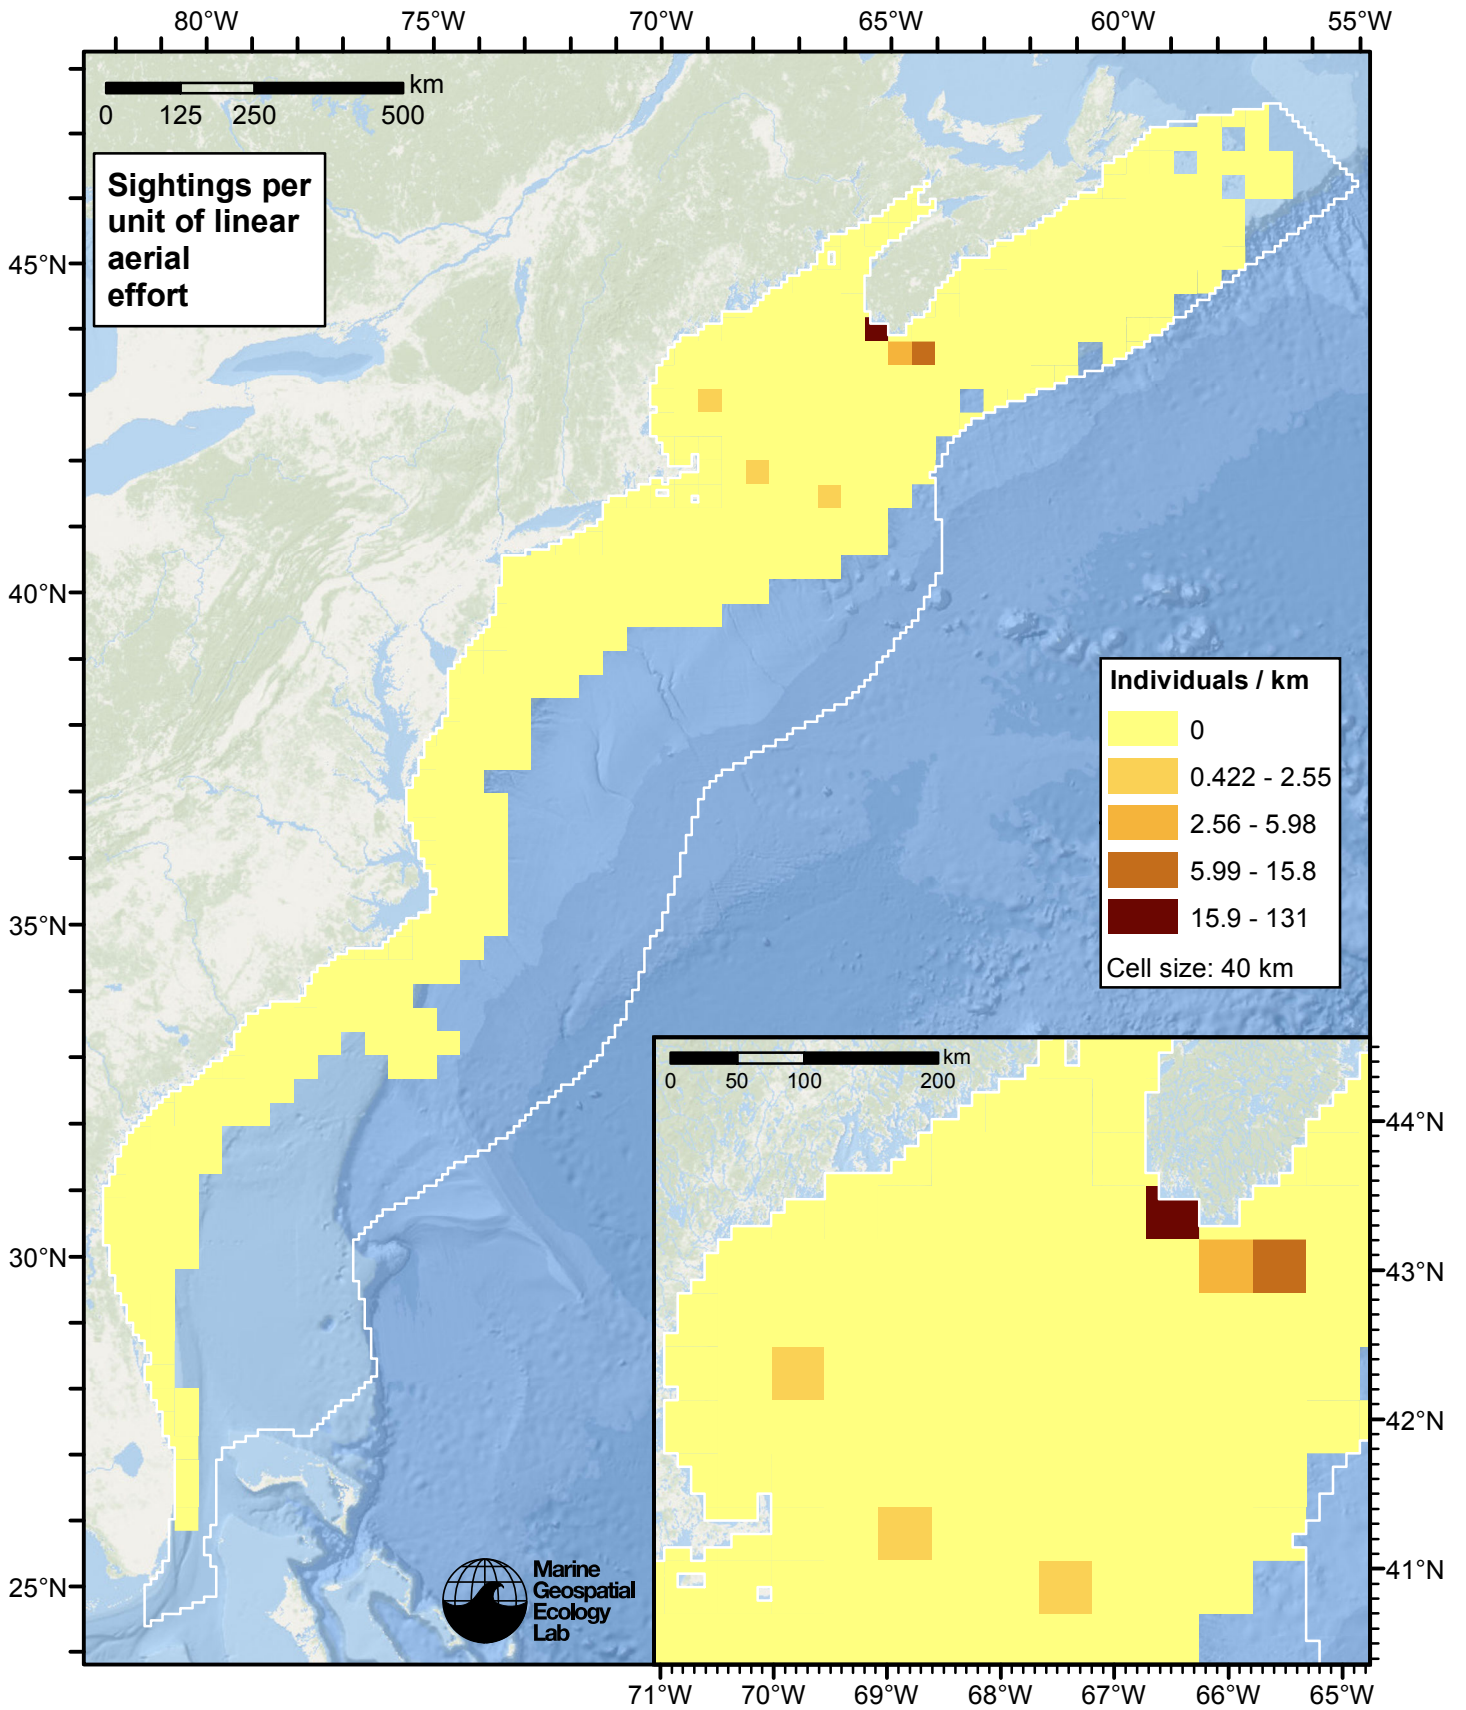 80°W 75°W 70°W 65°W 60°W 55°W
km
0 125 250 500
Sightings per
unit of linear
aerial
effort
45°N
40°N
35°N
30°N
25°N
Individuals / km
0
0.422 - 2.55
2.56 - 5.98
5.99 - 15.8
15.9 - 131
Cell size: 40 km
km
0 50 100 200
44°N
43°N
42°N
41°N
Marine
Geospatial
Ecology
Lab
71°W 70°W 69°W 68°W 67°W 66°W 65°W